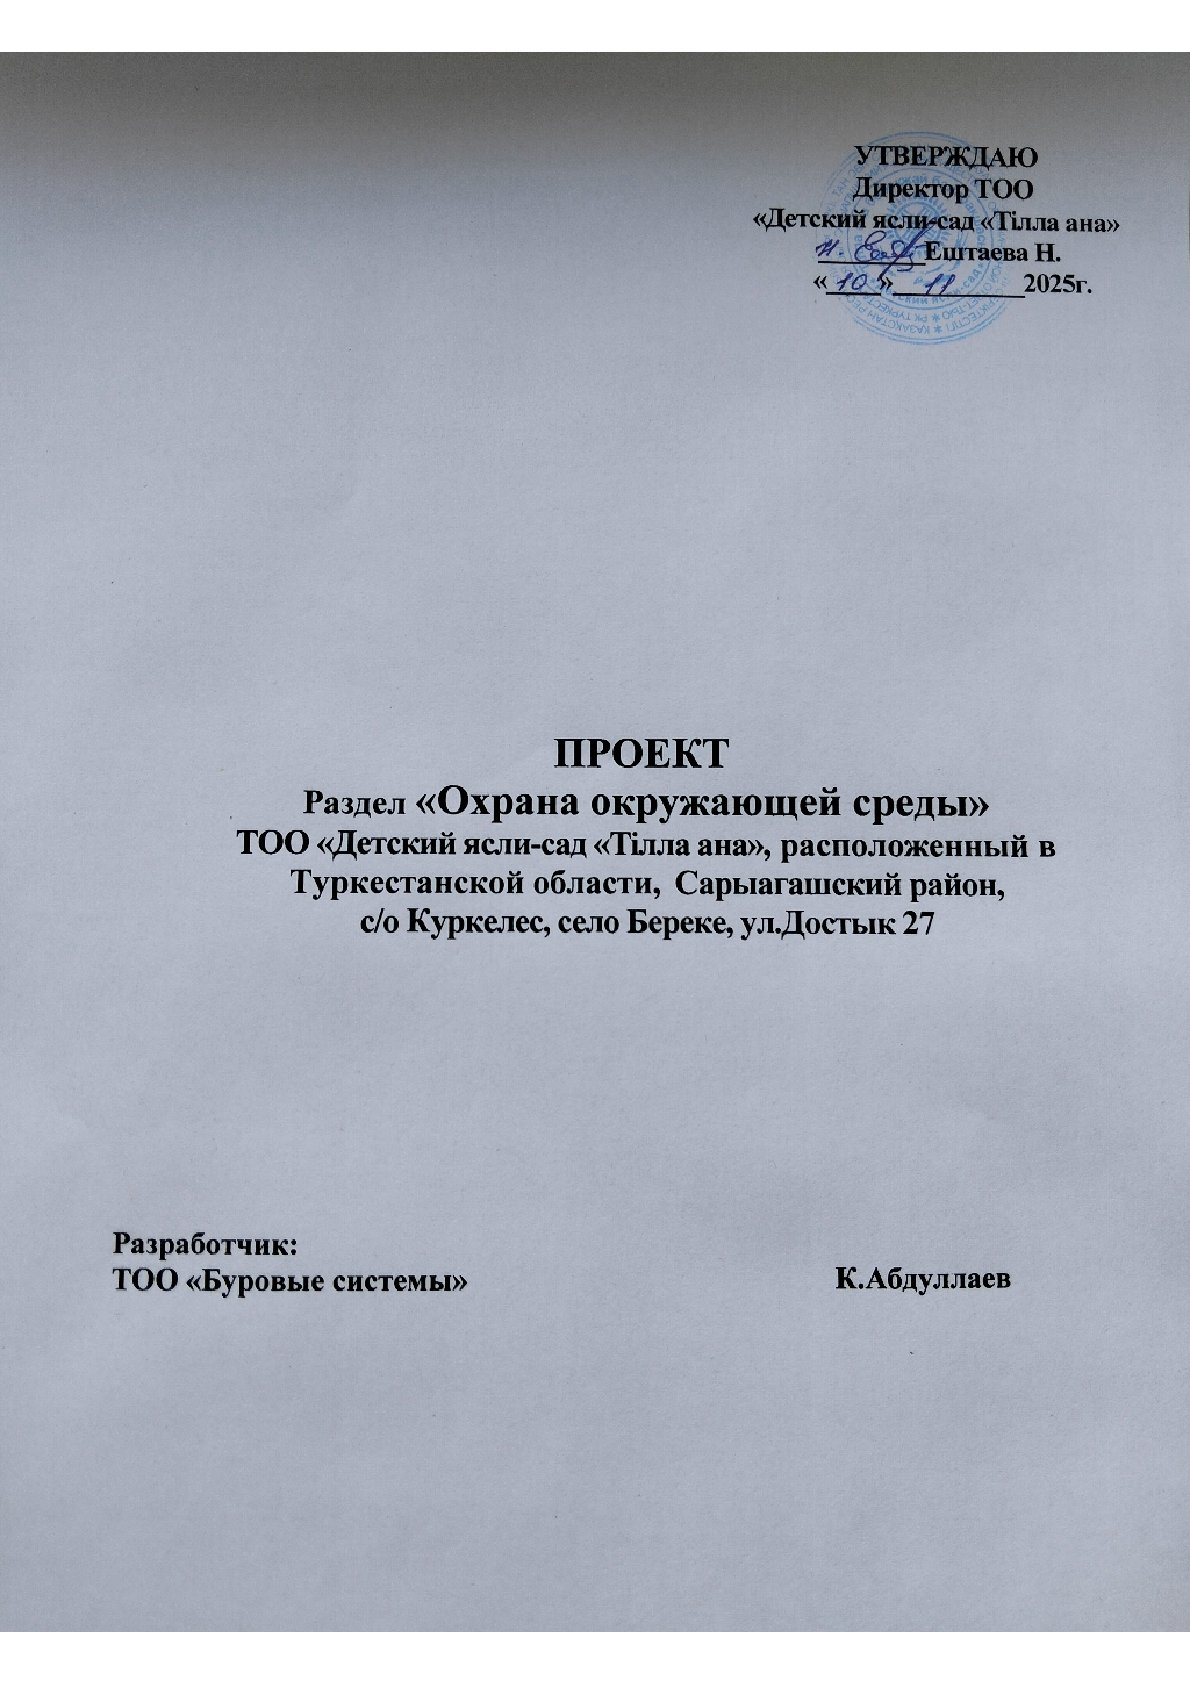 УТВЕРЖДАЮ
Директор ТОО
«Детский ясли-сад «Тілла ана»
Ештаева Н.
«10» 11 2025г.
ПРОЕКТ
Раздел «Охрана окружающей среды»
ТОО «Детский ясли-сад «Тілла ана», расположенный в
Туркестанской области, Сарыагашский район,
с/о Куркелес, село Береке, ул.Достык 27
Разработчик:
ТОО «Буровые системы» К.Абдуллаев